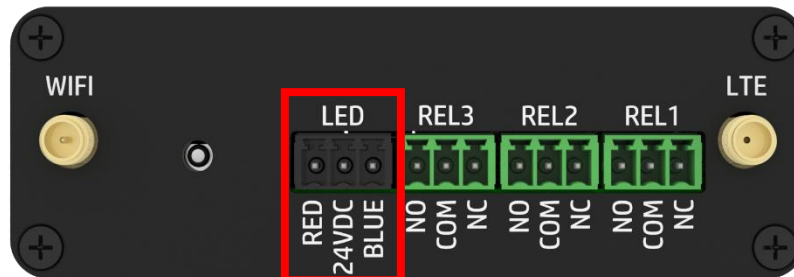 WIFI
LTE
LED REL3 REL2 REL1
RED 24VDC BLUE NO COM NC NO COM NC NO COM NC